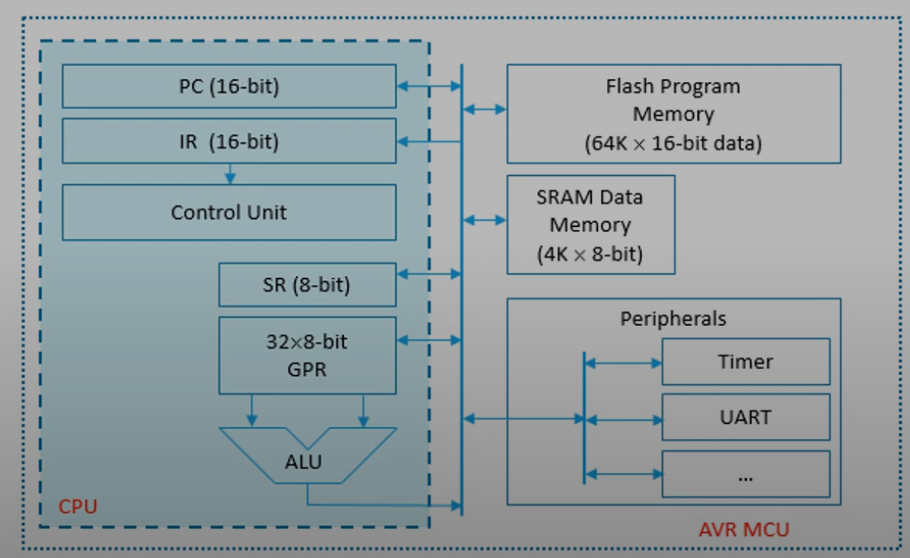 PC (16-bit)
IR (16-bit)
Control Unit
SR (8-bit)
32×8-bit
GPR
ALU
CPU
Flash Program
Memory
(64K × 16-bit data)
SRAM Data
Memory
(4K × 8-bit)
Peripherals
Timer
UART
...
AVR MCU